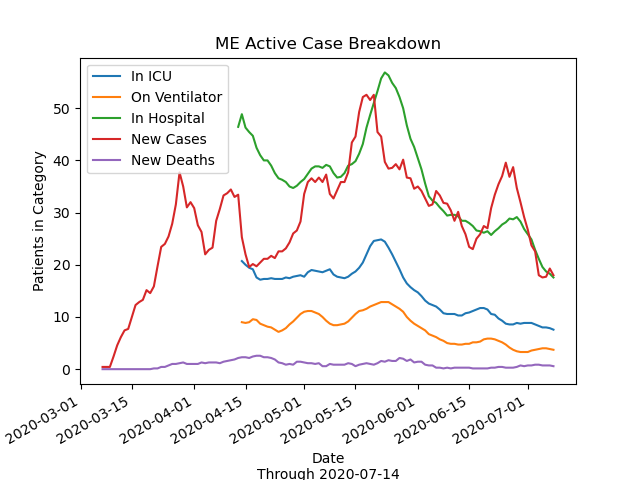 ME Active Case Breakdown
In ICU
On Ventilator
In Hospital
New Cases
New Deaths
Patients in Category
50
40
30
20
10
0
2020-03-01
2020-03-15
2020-04-01
2020-04-15
2020-05-01
2020-05-15
2020-06-01
2020-06-15
2020-07-01
Date
Through 2020-07-14